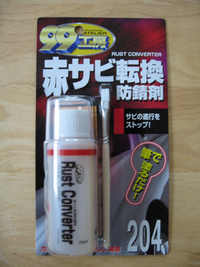 99工房
ATELIER
RUST CONVERTER
赤サビ転換
防錆剤
サビの進行を
ストップ!
筆で
塗るだけ!
Rust Converter
204